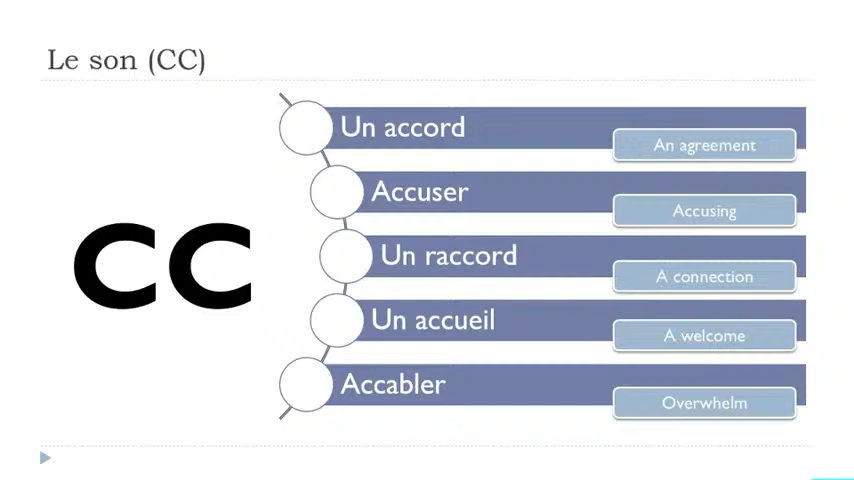 Le son (CC)
CC
Un accord
An agreement
Accuser
Accusing
Un raccord
A connection
Un accueil
A welcome
Accabler
Overwhelm